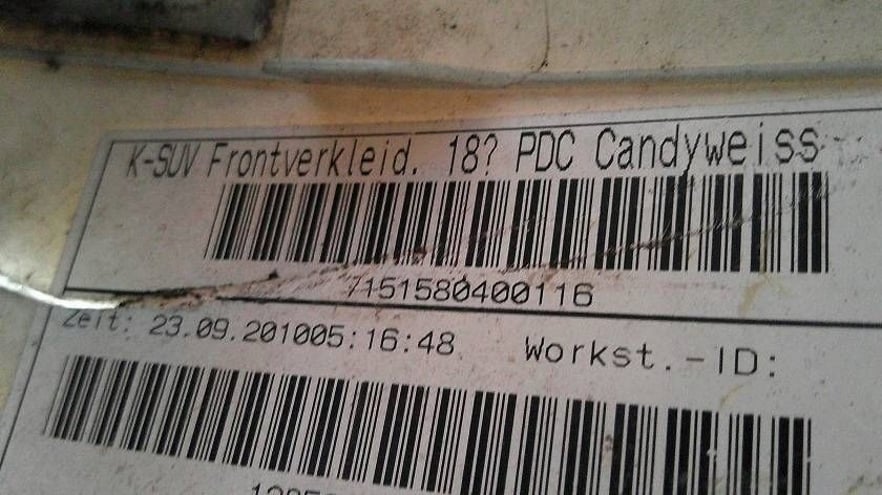 K-SUV Frontverkleid. 18? PDC Candyweiss
7151580400116
Zeit: 23.09.201005:16:48 Workst.-ID: